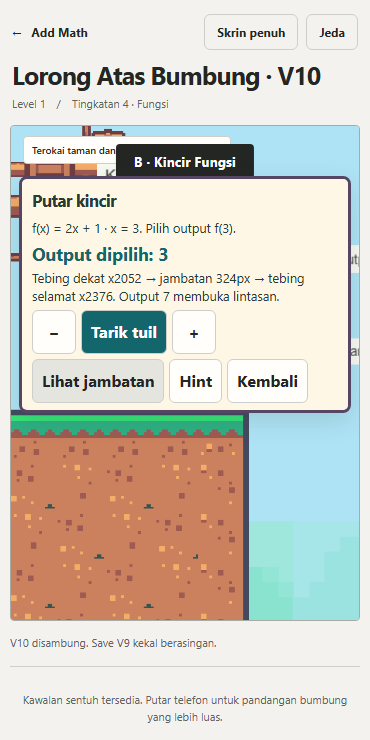 ← Add Math
Skrin penuh
Jeda
Lorong Atas Bumbung · V10
Level 1 / Tingkatan 4 · Fungsi
Terokai taman dan
B · Kincir Fungsi
Putar kincir
f(x) = 2x + 1 · x = 3. Pilih output f(3).
Output dipilih: 3
Tebing dekat x2052 → jambatan 324px → tebing
selamat x2376. Output 7 membuka lintasan.
−
Tarik tuil
+
Lihat jambatan
Hint
Kembali
V10 disambung. Save V9 kekal berasingan.
Kawalan sentuh tersedia. Putar telefon untuk pandangan bumbung
yang lebih luas.